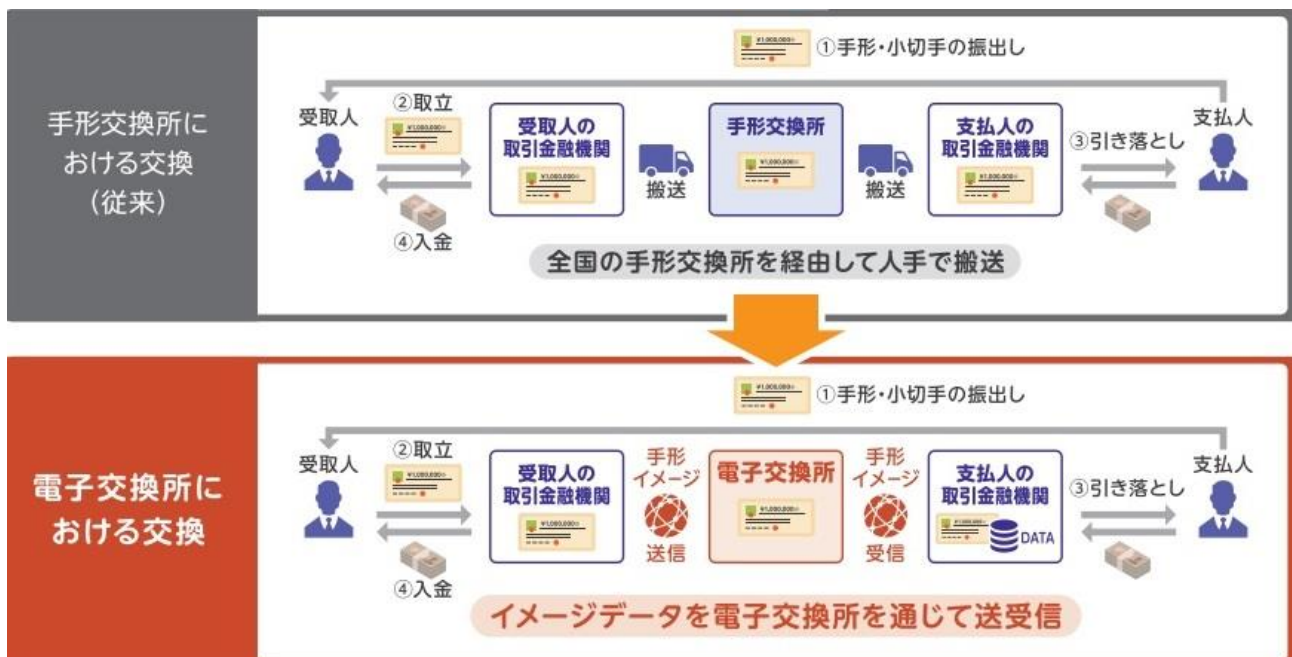 ①手形・小切手の振出し
手形交換所に
おける交換
（従来）
受取人
②取立
¥1,000,000※
受取人の
取引金融機関
搬送
手形交換所
搬送
支払人の
取引金融機関
③引き落とし
支払人
④入金
全国の手形交換所を経由して人手で搬送
①手形・小切手の振出し
電子交換所に
おける交換
受取人
②取立
受取人の
取引金融機関
手形
イメージ
送信
電子交換所
手形
イメージ
受信
支払人の
取引金融機関
DATA
③引き落とし
支払人
④入金
イメージデータを電子交換所を通じて送受信